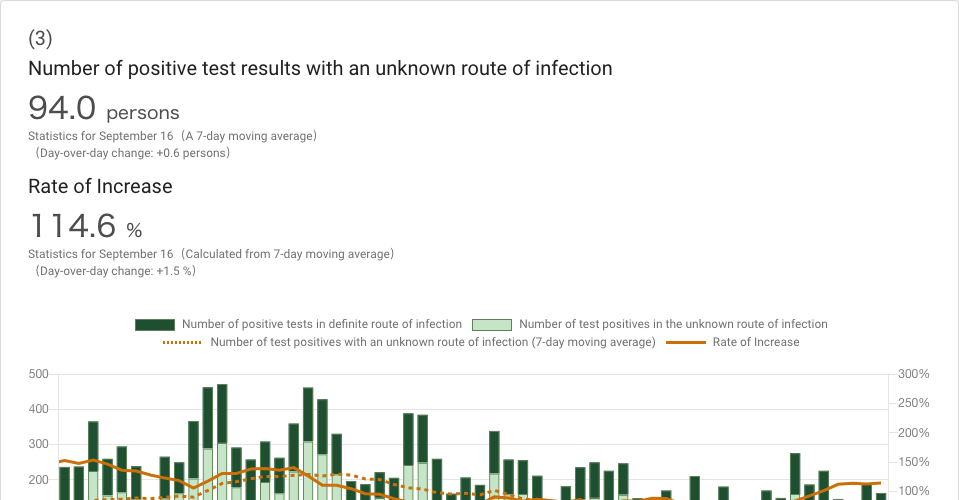 (3)
Number of positive test results with an unknown route of infection
94.0 persons
Statistics for September 16（A 7-day moving average）
（Day-over-day change: +0.6 persons）
Rate of Increase
114.6 %
Statistics for September 16（Calculated from 7-day moving average）
（Day-over-day change: +1.5 %）
Number of positive tests in definite route of infection Number of test positives in the unknown route of infection
Number of test positives with an unknown route of infection (7-day moving average) Rate of Increase
500 300%
250%
400
200%
300
150%
200
100%